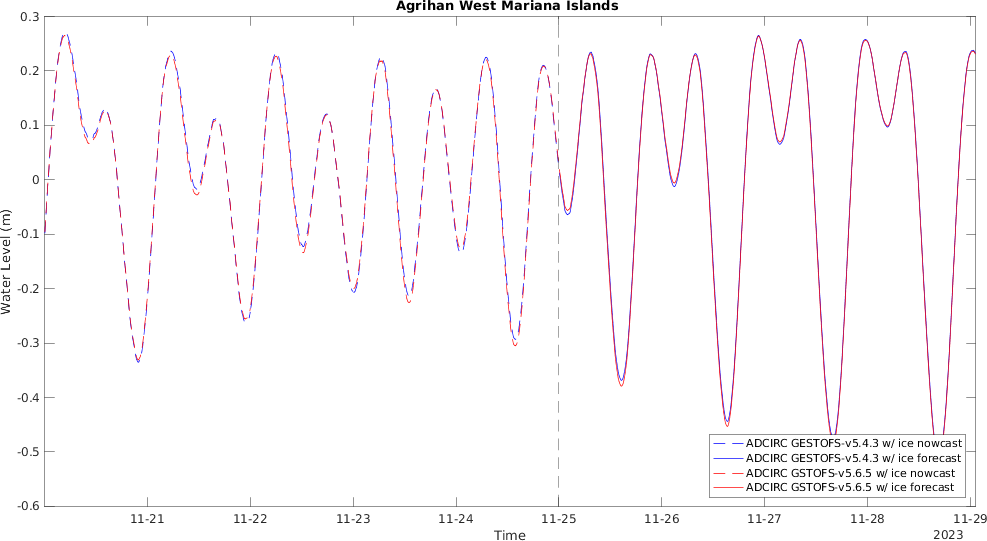 Agrihan West Mariana Islands
0.3
0.2
0.1
0
-0.1
-0.2
-0.3
-0.4
-0.5
-0.6
Water Level (m)
ADCIRC GESTOFS-v5.4.3 w/ ice nowcast
ADCIRC GESTOFS-v5.4.3 w/ ice forecast
ADCIRC GSTOFS-v5.6.5 w/ ice nowcast
ADCIRC GSTOFS-v5.6.5 w/ ice forecast
11-21 11-22 11-23 11-24 11-25 11-26 11-27 11-28 11-29
Time
2023